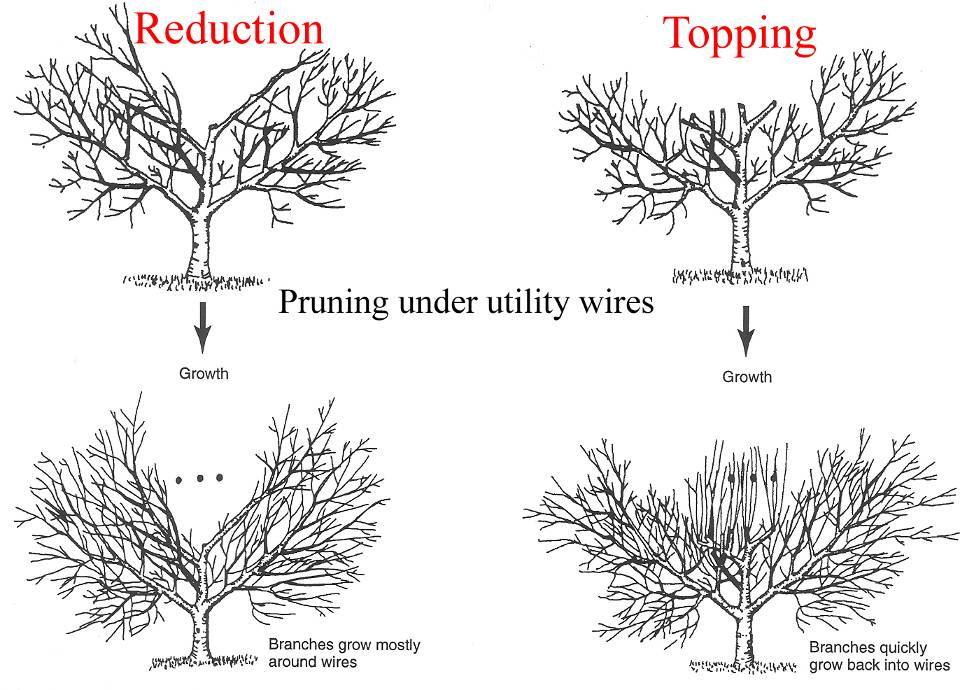 Reduction
Topping
Pruning under utility wires
Growth
Growth
Branches grow mostly
around wires
Branches quickly
grow back into wires